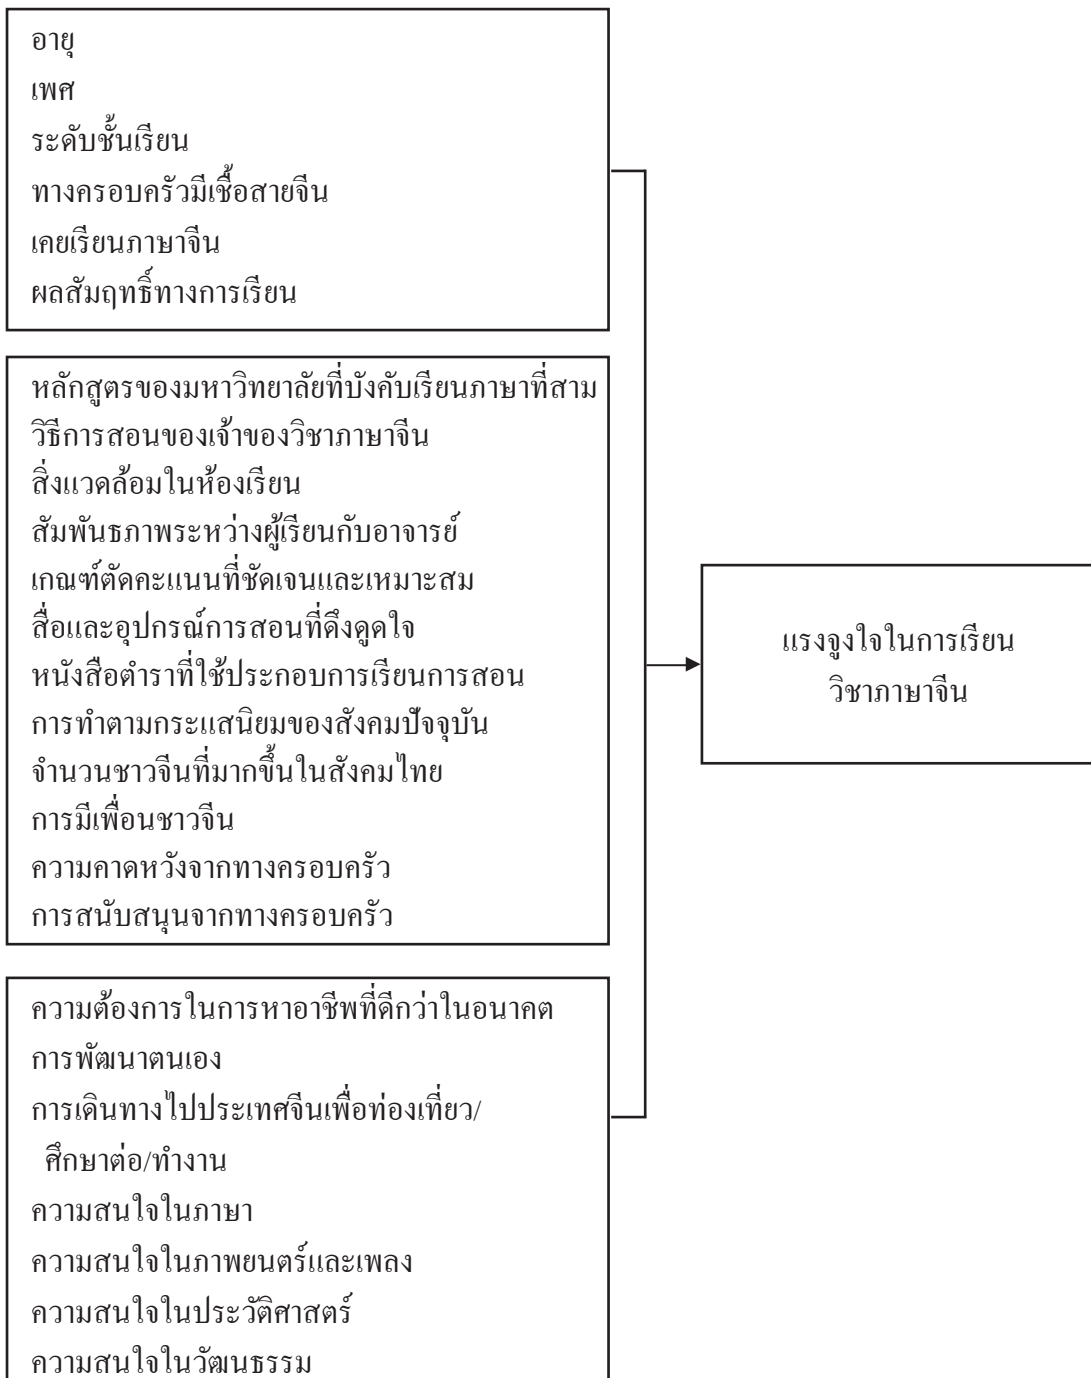 อายุ
เพศ
ระดับชั้นเรียน
ทางครอบครัวมีเชื้อสายจีน
เคยเรียนภาษาจีน
ผลสัมฤทธิ์ทางการเรียน
หลักสูตรของมหาวิทยาลัยที่บังคับเรียนภาษาที่สาม
วิธีการสอนของเจ้าของวิชาภาษาจีน
สิ่งแวดล้อมในห้องเรียน
สัมพันธภาพระหว่างผู้เรียนกับอาจารย์
เกณฑ์ตัดคะแนนที่ชัดเจนและเหมาะสม
สื่อและอุปกรณ์การสอนที่ดึงดูดใจ
หนังสือตำราที่ใช้ประกอบการเรียนการสอน
การทำตามกระแสนิยมของสังคมปัจจุบัน
จำนวนชาวจีนที่มากขึ้นในสังคมไทย
การมีเพื่อนชาวจีน
ความคาดหวังจากทางครอบครัว
การสนับสนุนจากทางครอบครัว
ความต้องการในการหาอาชีพที่ดีกว่าในอนาคต
การพัฒนาตนเอง
การเดินทางไปประเทศจีนเพื่อท่องเที่ยว/
ศึกษาต่อ/ทำงาน
ความสนใจในภาษา
ความสนใจในภาพยนตร์และเพลง
ความสนใจในประวัติศาสตร์
ความสนใจในวัฒนธรรม
แรงจูงใจในการเรียน
วิชาภาษาจีน